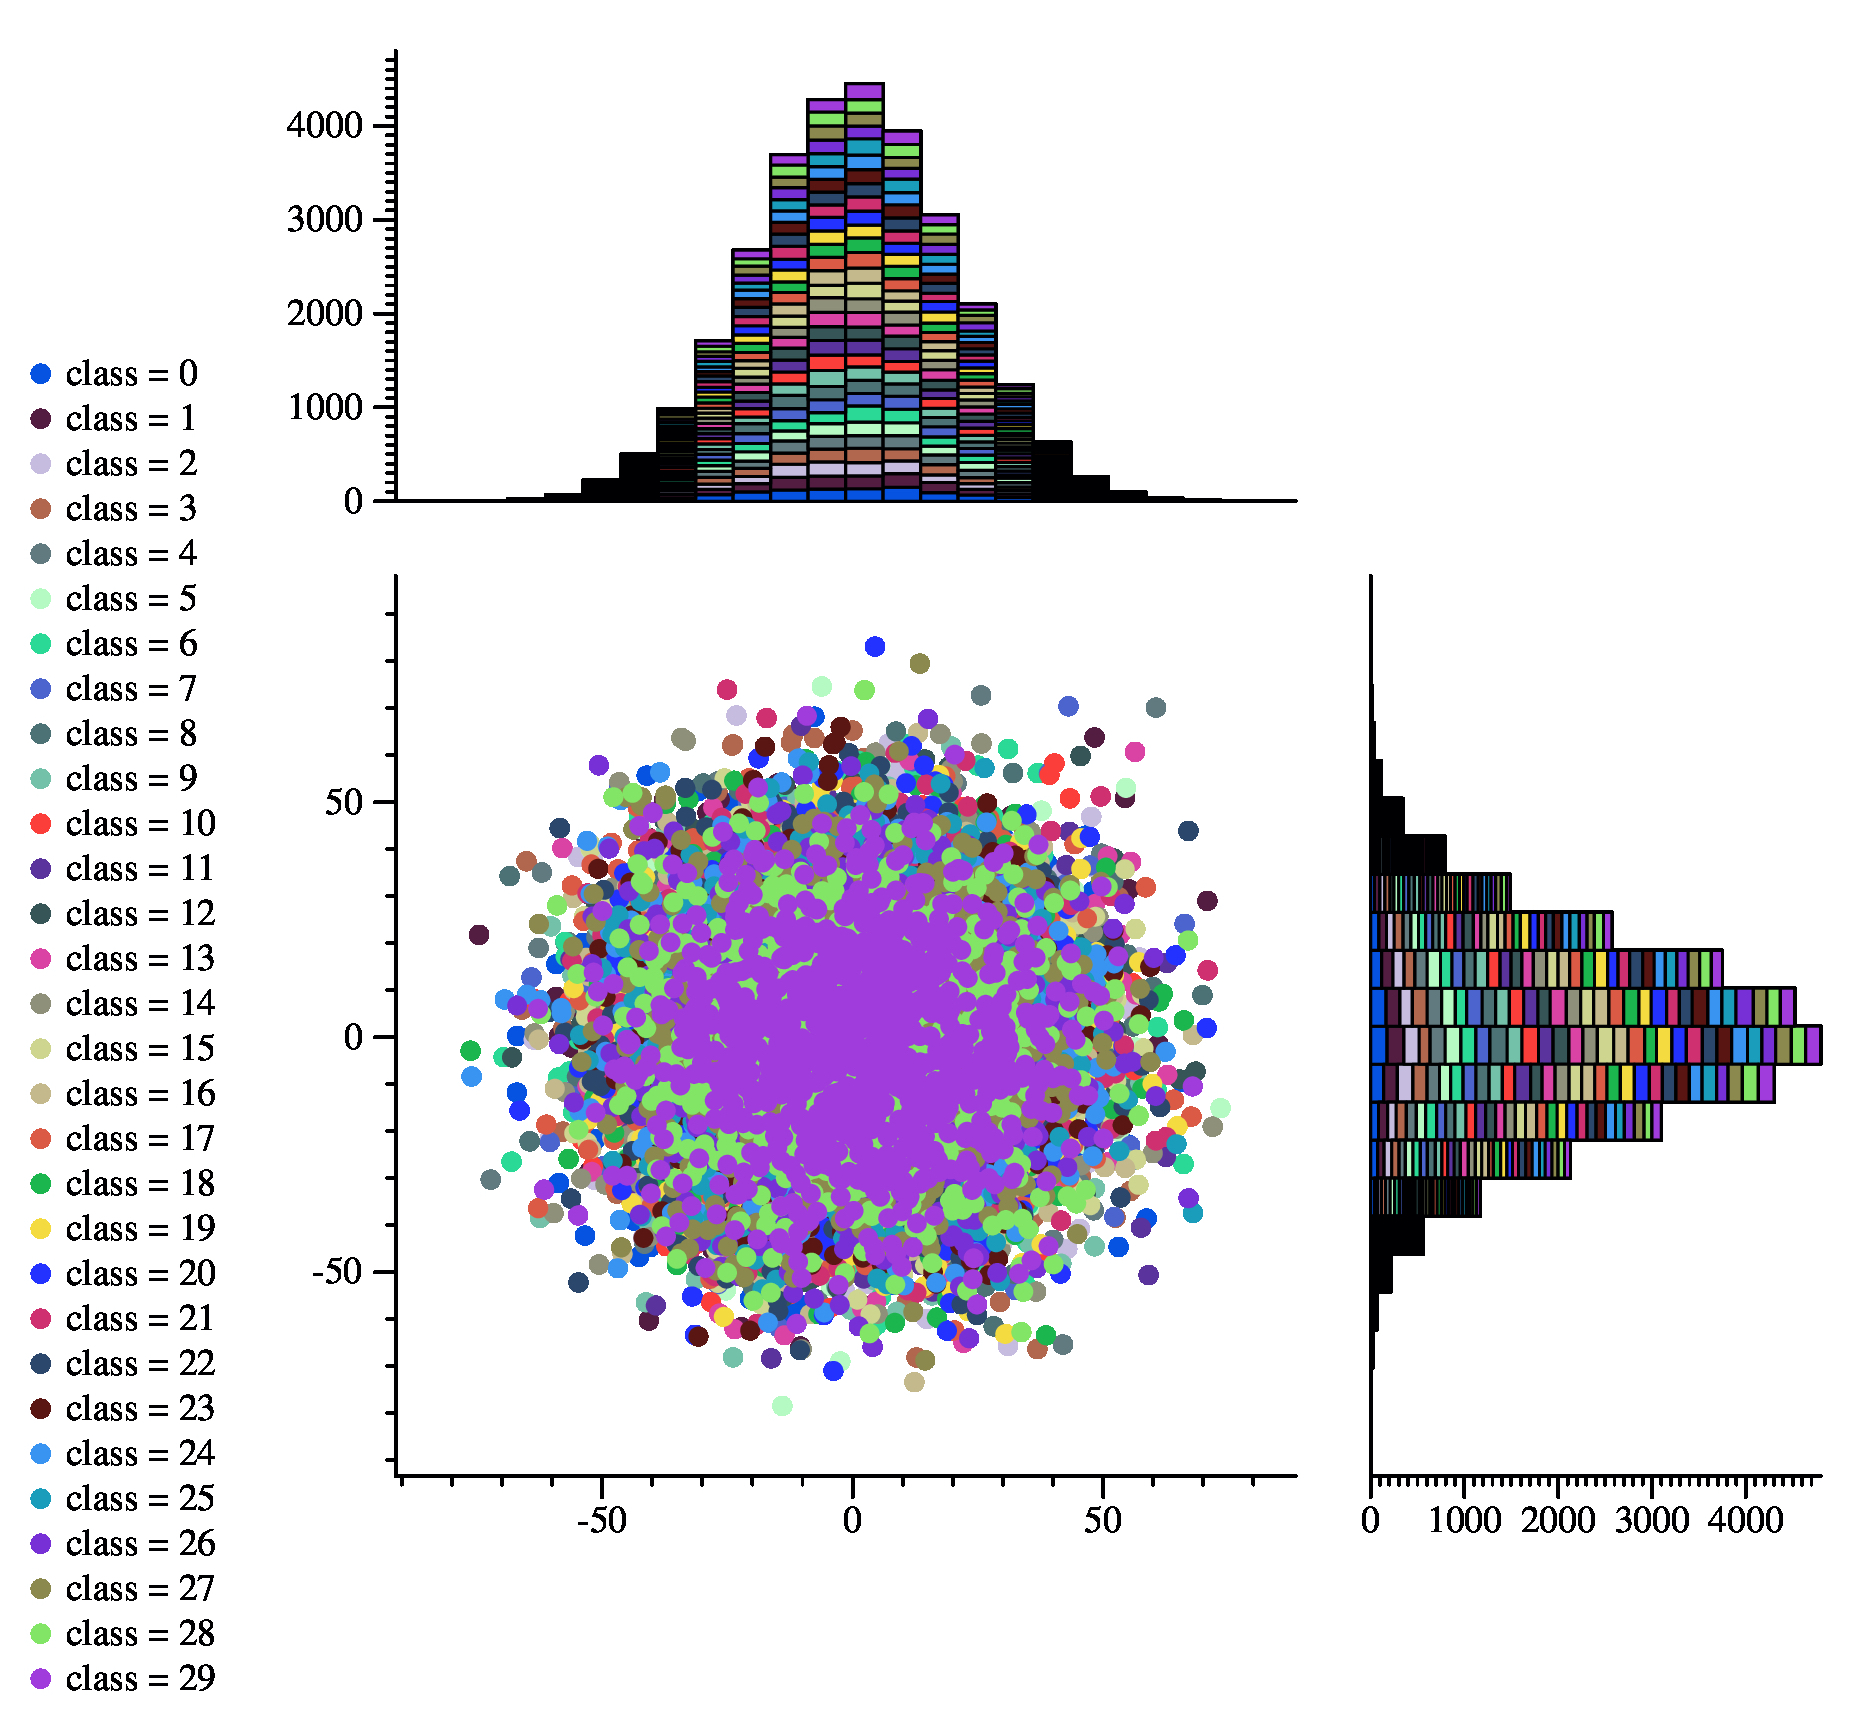 4000
3000
2000
1000
0
class = 0
class = 1
class = 2
class = 3
class = 4
class = 5
class = 6
class = 7
class = 8
class = 9
class = 10
class = 11
class = 12
class = 13
class = 14
class = 15
class = 16
class = 17
class = 18
class = 19
class = 20
class = 21
class = 22
class = 23
class = 24
class = 25
class = 26
class = 27
class = 28
class = 29
50
0
-50
-50 0 50
0 1000 2000 3000 4000